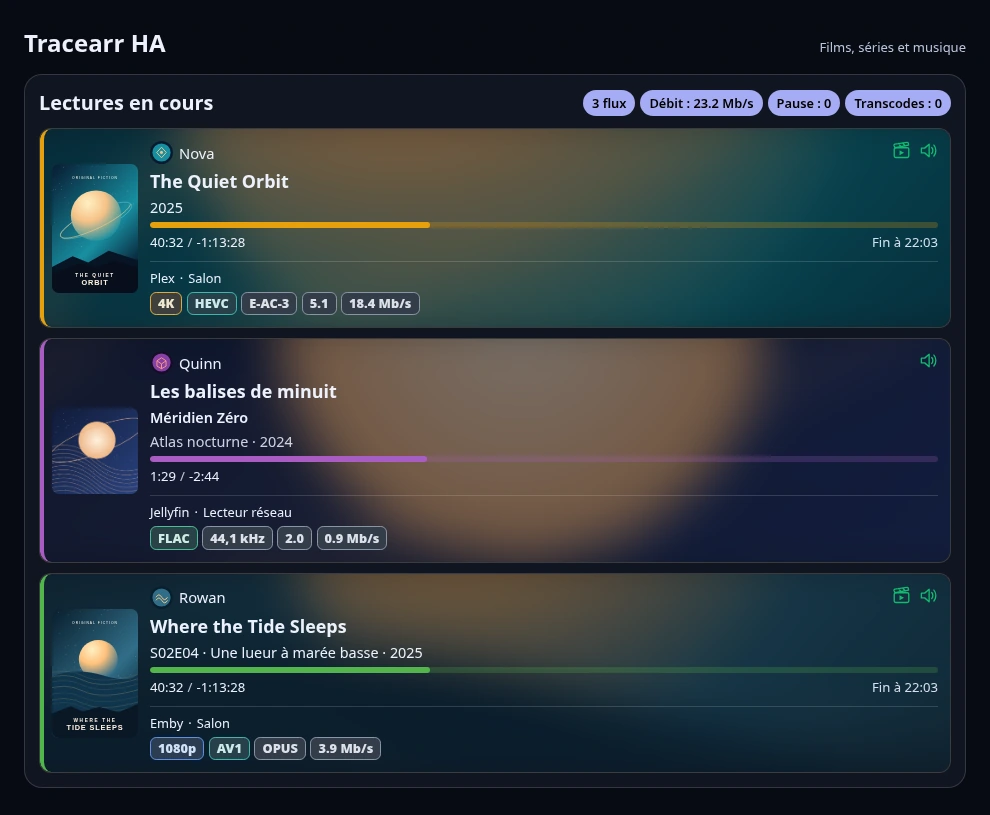 Tracearr HA
Films, séries et musique
Lectures en cours
3 flux
Débit : 23.2 Mb/s
Pause : 0
Transcodes : 0
ORIGINAL FICTION
THE QUIET
ORBIT
Nova
The Quiet Orbit
2025
40:32 / -1:13:28
Fin à 22:03
Plex · Salon
4K
HEVC
E-AC-3
5.1
18.4 Mb/s
Quinn
Les balises de minuit
Méridien Zéro
Atlas nocturne · 2024
1:29 / -2:44
Jellyfin · Lecteur réseau
FLAC
44,1 kHz
2.0
0.9 Mb/s
ORIGINAL FICTION
WHERE THE
TIDE SLEEPS
Rowan
Where the Tide Sleeps
S02E04 · Une lueur à marée basse · 2025
40:32 / -1:13:28
Fin à 22:03
Emby · Salon
1080p
AV1
OPUS
3.9 Mb/s